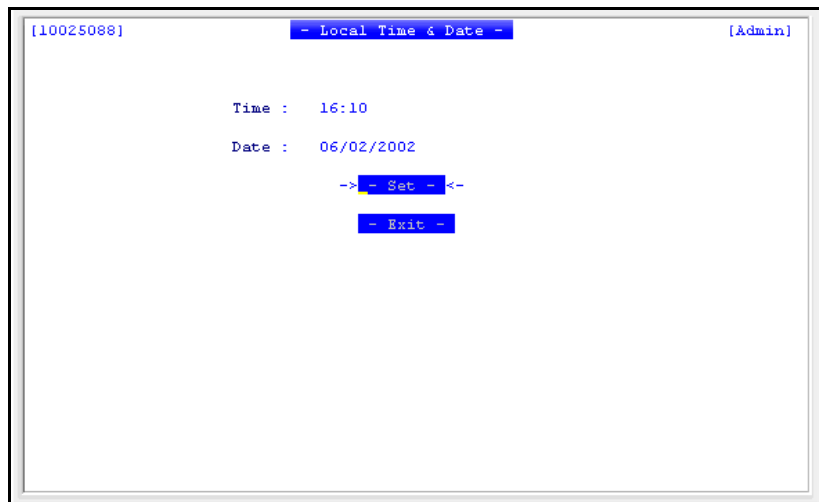 [10025088] - Local Time & Date - [Admin]
Time : 16:10
Date : 06/02/2002
-> - Set - <-
- Exit -